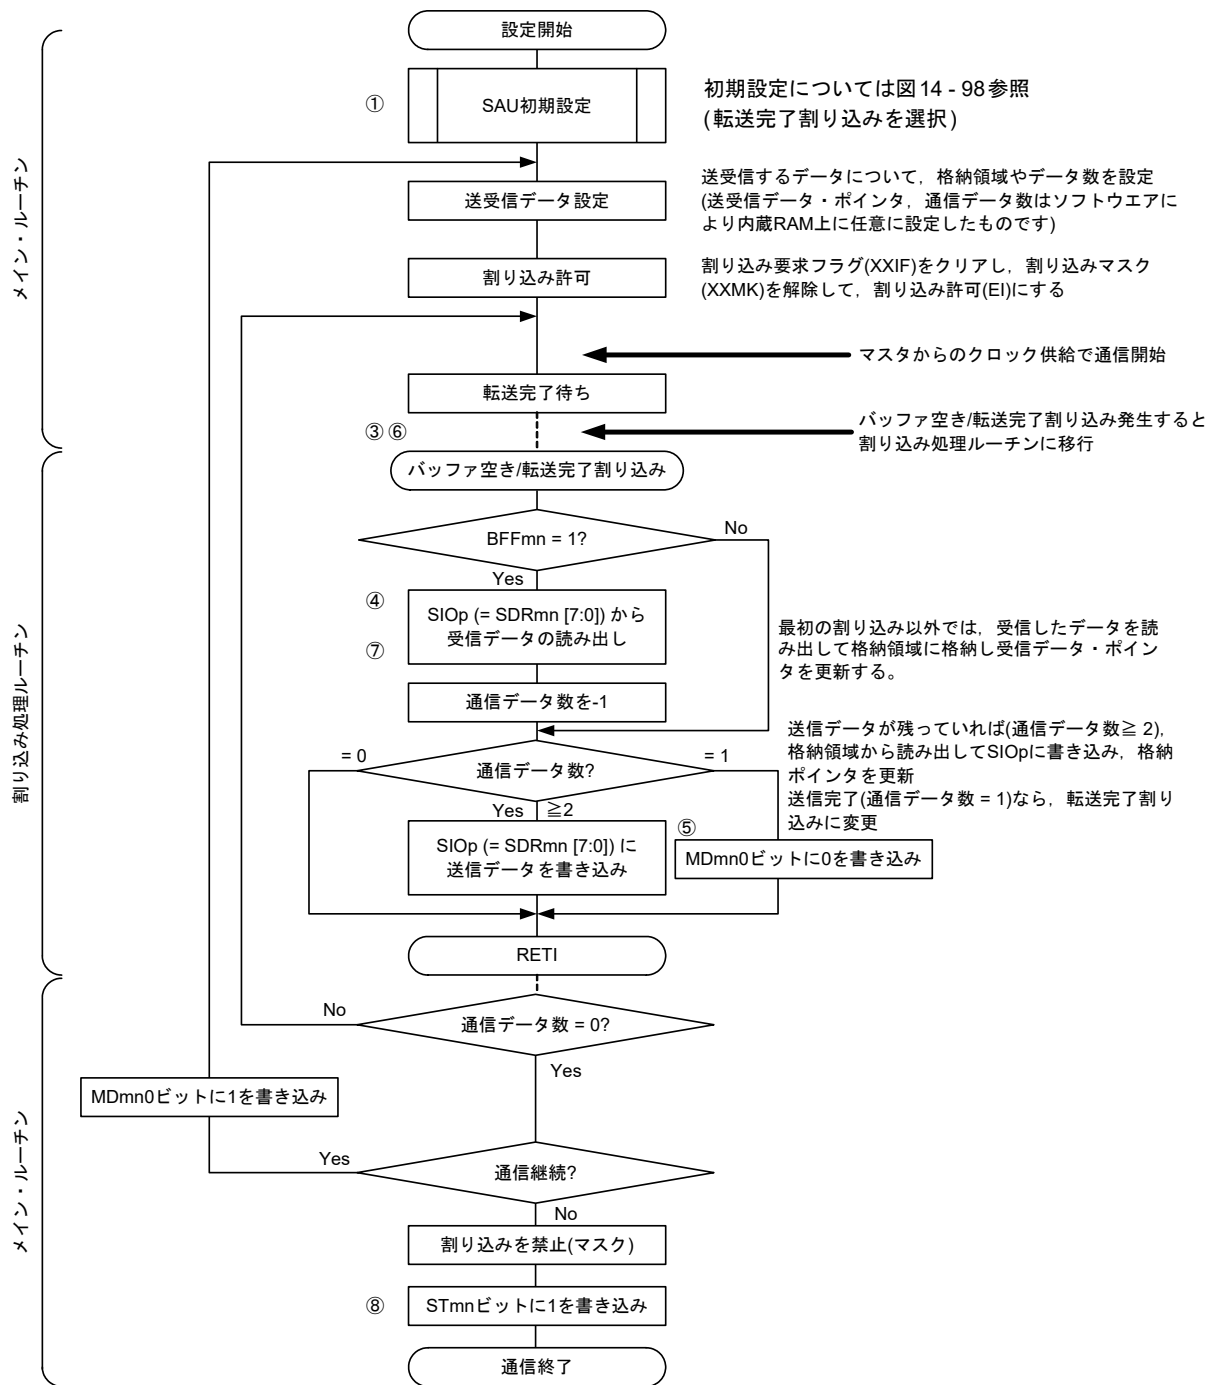 設定開始
①
SAU初期設定
初期設定については図14 - 98参照
(転送完了割り込みを選択)
メイン・ルーチン
送受信データ設定
送受信するデータについて，格納領域やデータ数を設定
(送受信データ・ポインタ，通信データ数はソフトウエアに
より内蔵RAM上に任意に設定したものです)
割り込み許可
割り込み要求フラグ(XXIF)をクリアし，割り込みマスク
(XXMK)を解除して，割り込み許可(EI)にする
マスタからのクロック供給で通信開始
転送完了待ち
③ ⑥
バッファ空き/転送完了割り込み発生すると
割り込み処理ルーチンに移行
バッファ空き/転送完了割り込み
BFFmn = 1?
No
Yes
割り込み処理ルーチン
④
SIOp (= SDRmn [7:0]) から
受信データの読み出し
⑦
最初の割り込み以外では，受信したデータを読
み出して格納領域に格納し受信データ・ポイン
タを更新する。
通信データ数を-1
送信データが残っていれば(通信データ数≧ 2),
格納領域から読み出してSIOpに書き込み，格納
ポインタを更新
送信完了(通信データ数 = 1)なら，転送完了割り
込みに変更
= 0
通信データ数?
= 1
Yes ≧2
⑤
SIOp (= SDRmn [7:0]) に
送信データを書き込み
MDmn0ビットに0を書き込み
RETI
No
通信データ数 = 0?
Yes
MDmn0ビットに1を書き込み
メイン・ルーチン
Yes
通信継続?
No
割り込みを禁止(マスク)
⑧
STmnビットに1を書き込み
通信終了